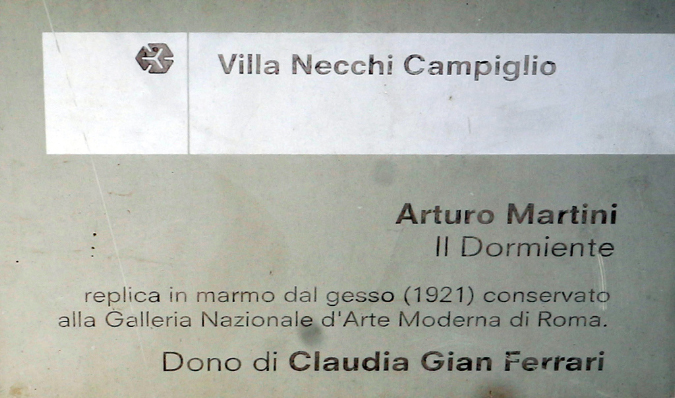 Villa Necchi Campiglio
Arturo Martini
Il Dormiente
replica in marmo dal gesso (1921) conservato
alla Galleria Nazionale d'Arte Moderna di Roma.
Dono di Claudia Gian Ferrari